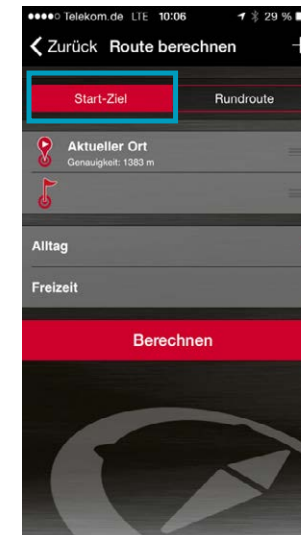 Telekom.de LTE 10:06 29 %
Zurück Route berechnen +
Start-Ziel Rundroute
Aktueller Ort
Genauigkeit: 1383 m
Alltag
Freizeit
Berechnen